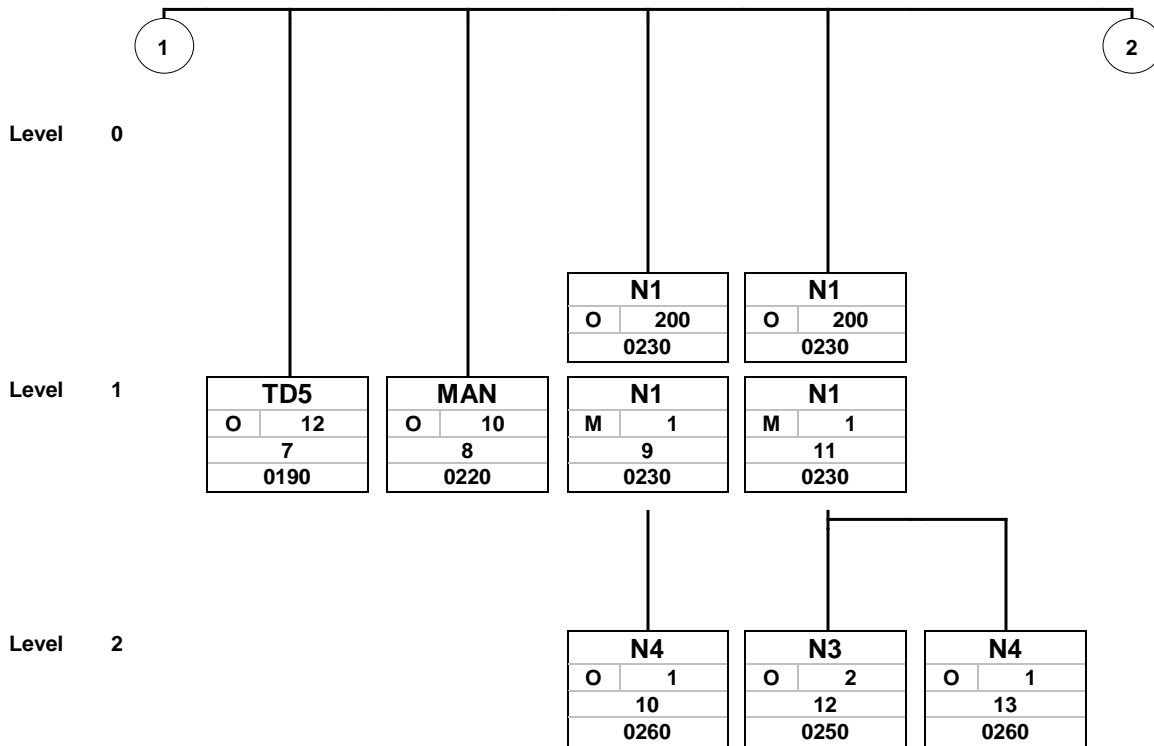 1 2
Level 0
N1 N1
O 200 O 200
0230 0230
Level 1 TD5 MAN N1 N1
O 12 O 10 M 1 M 1
7 8 9 11
0190 0220 0230 0230
Level 2 N4 N3 N4
O 1 O 2 O 1
10 12 13
0260 0250 0260